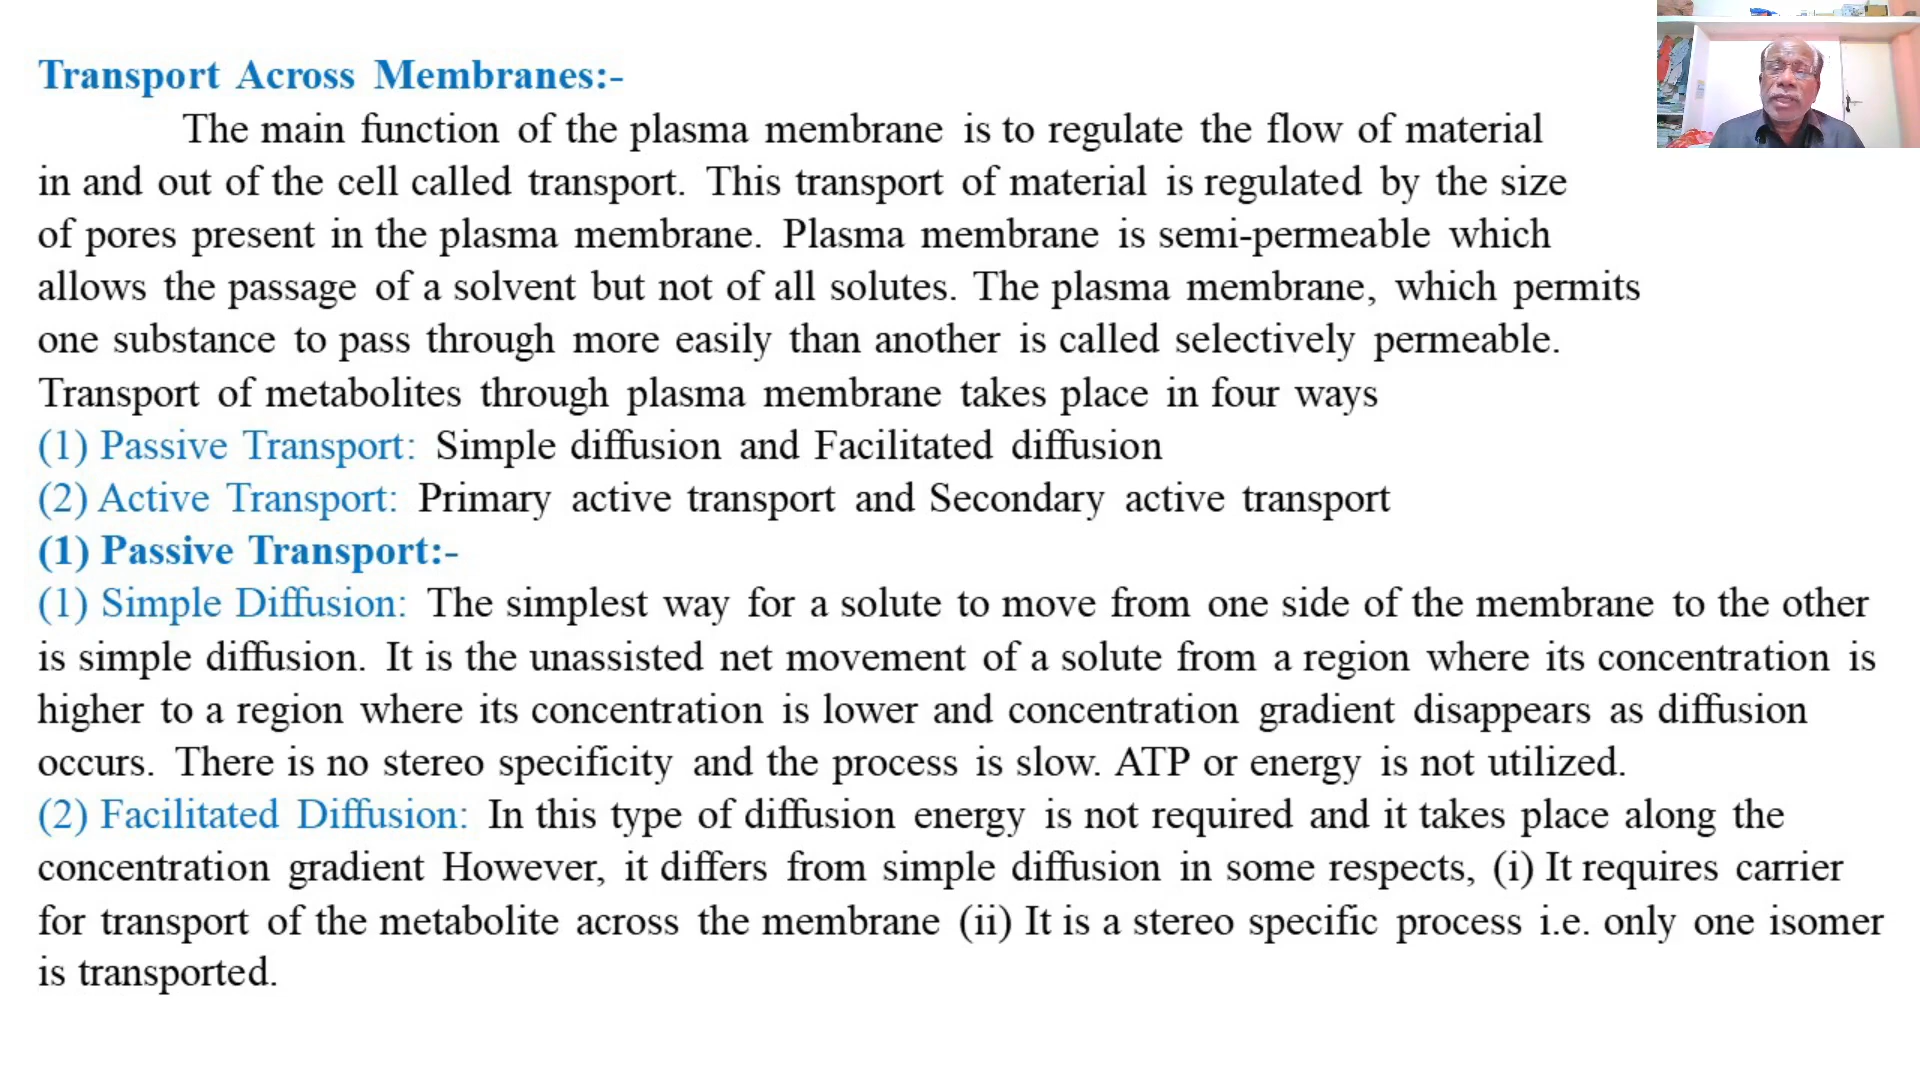 Transport Across Membranes:-
The main function of the plasma membrane is to regulate the flow of material
in and out of the cell called transport. This transport of material is regulated by the size
of pores present in the plasma membrane. Plasma membrane is semi-permeable which
allows the passage of a solvent but not of all solutes. The plasma membrane, which permits
one substance to pass through more easily than another is called selectively permeable.
Transport of metabolites through plasma membrane takes place in four ways
(1) Passive Transport: Simple diffusion and Facilitated diffusion
(2) Active Transport: Primary active transport and Secondary active transport
(1) Passive Transport:-
(1) Simple Diffusion: The simplest way for a solute to move from one side of the membrane to the other
is simple diffusion. It is the unassisted net movement of a solute from a region where its concentration is
higher to a region where its concentration is lower and concentration gradient disappears as diffusion
occurs. There is no stereo specificity and the process is slow. ATP or energy is not utilized.
(2) Facilitated Diffusion: In this type of diffusion energy is not required and it takes place along the
concentration gradient However, it differs from simple diffusion in some respects, (i) It requires carrier
for transport of the metabolite across the membrane (ii) It is a stereo specific process i.e. only one isomer
is transported.